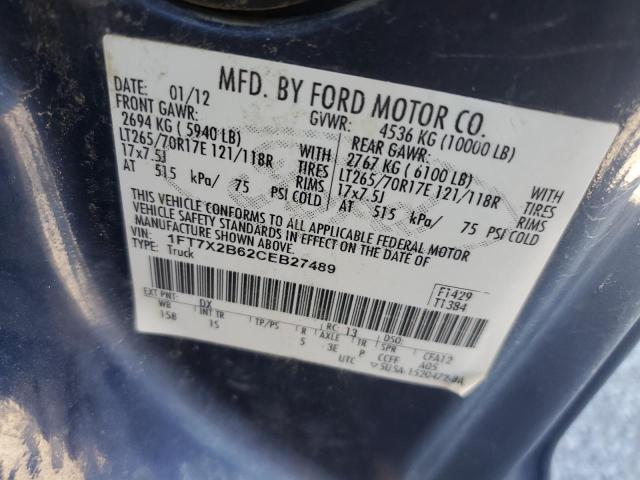 MFD. BY FORD MOTOR CO.
DATE: 01/12 GVWR: 4536 KG (10000 LB)
FRONT GAWR: REAR GAWR:
2694 KG ( 5940 LB) WITH 2767 KG ( 6100 LB) WITH
LT265/70R17E 121/118R TIRES LT265/70R17E 121/118R TIRES
17x7.5J RIMS 17x7.5J RIMS
AT 515 kPa/ 75 PSI COLD AT 515 kPa/ 75 PSI COLD
THIS VEHICLE CONFORMS TO ALL APPLICABLE FEDERAL MOTOR
VEHICLE SAFETY STANDARDS IN EFFECT ON THE DATE OF
MANUFACTURE SHOWN ABOVE.
VIN: 1FT7X2B62CEB27489
TYPE: Truck
F1429
T1384
EXT PNT: DX RC: 13 DSO:
WB INT TR TP/PS R AXLE TR SPR CFA12
158 IS 5 3E P CCFF A05
UTC